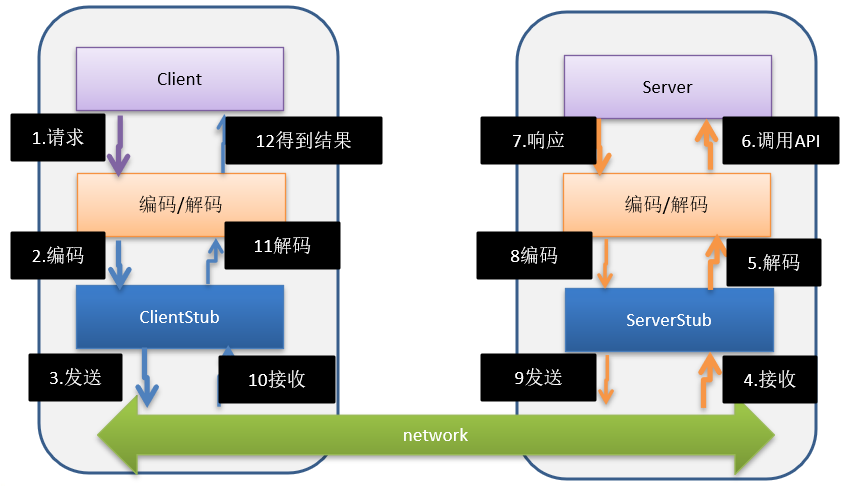 Client
Server
1.请求
12得到结果
7.响应
6.调用API
编码/解码
编码/解码
2.编码
11解码
8编码
5.解码
ClientStub
ServerStub
3.发送
10接收
9发送
4.接收
network